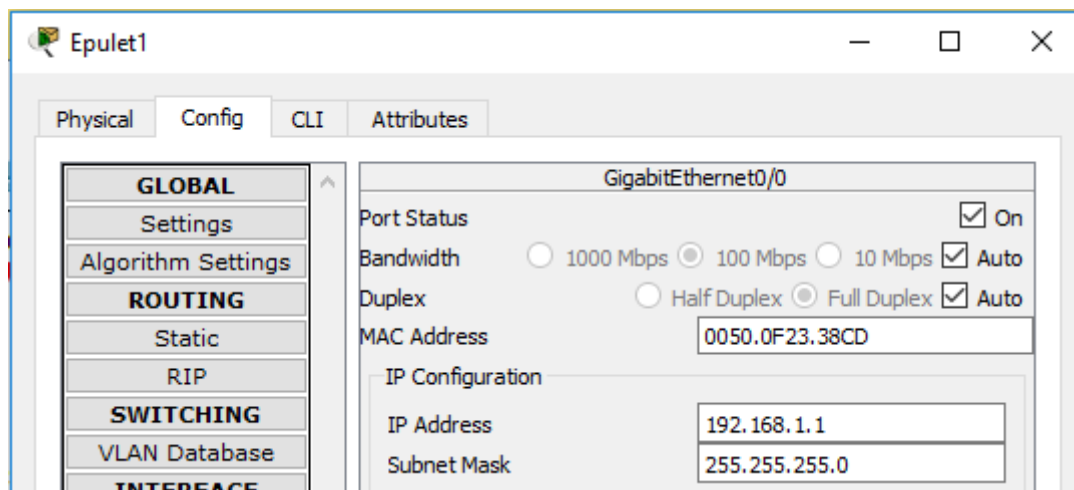 Epulet1
Physical Config CLI Attributes
GLOBAL
Settings
Algorithm Settings
ROUTING
Static
RIP
SWITCHING
VLAN Database
INTERFACE
GigabitEthernet0/0
Port Status On
Bandwidth 1000 Mbps 100 Mbps 10 Mbps Auto
Duplex Half Duplex Full Duplex Auto
MAC Address 0050.0F23.38CD
IP Configuration
IP Address 192.168.1.1
Subnet Mask 255.255.255.0